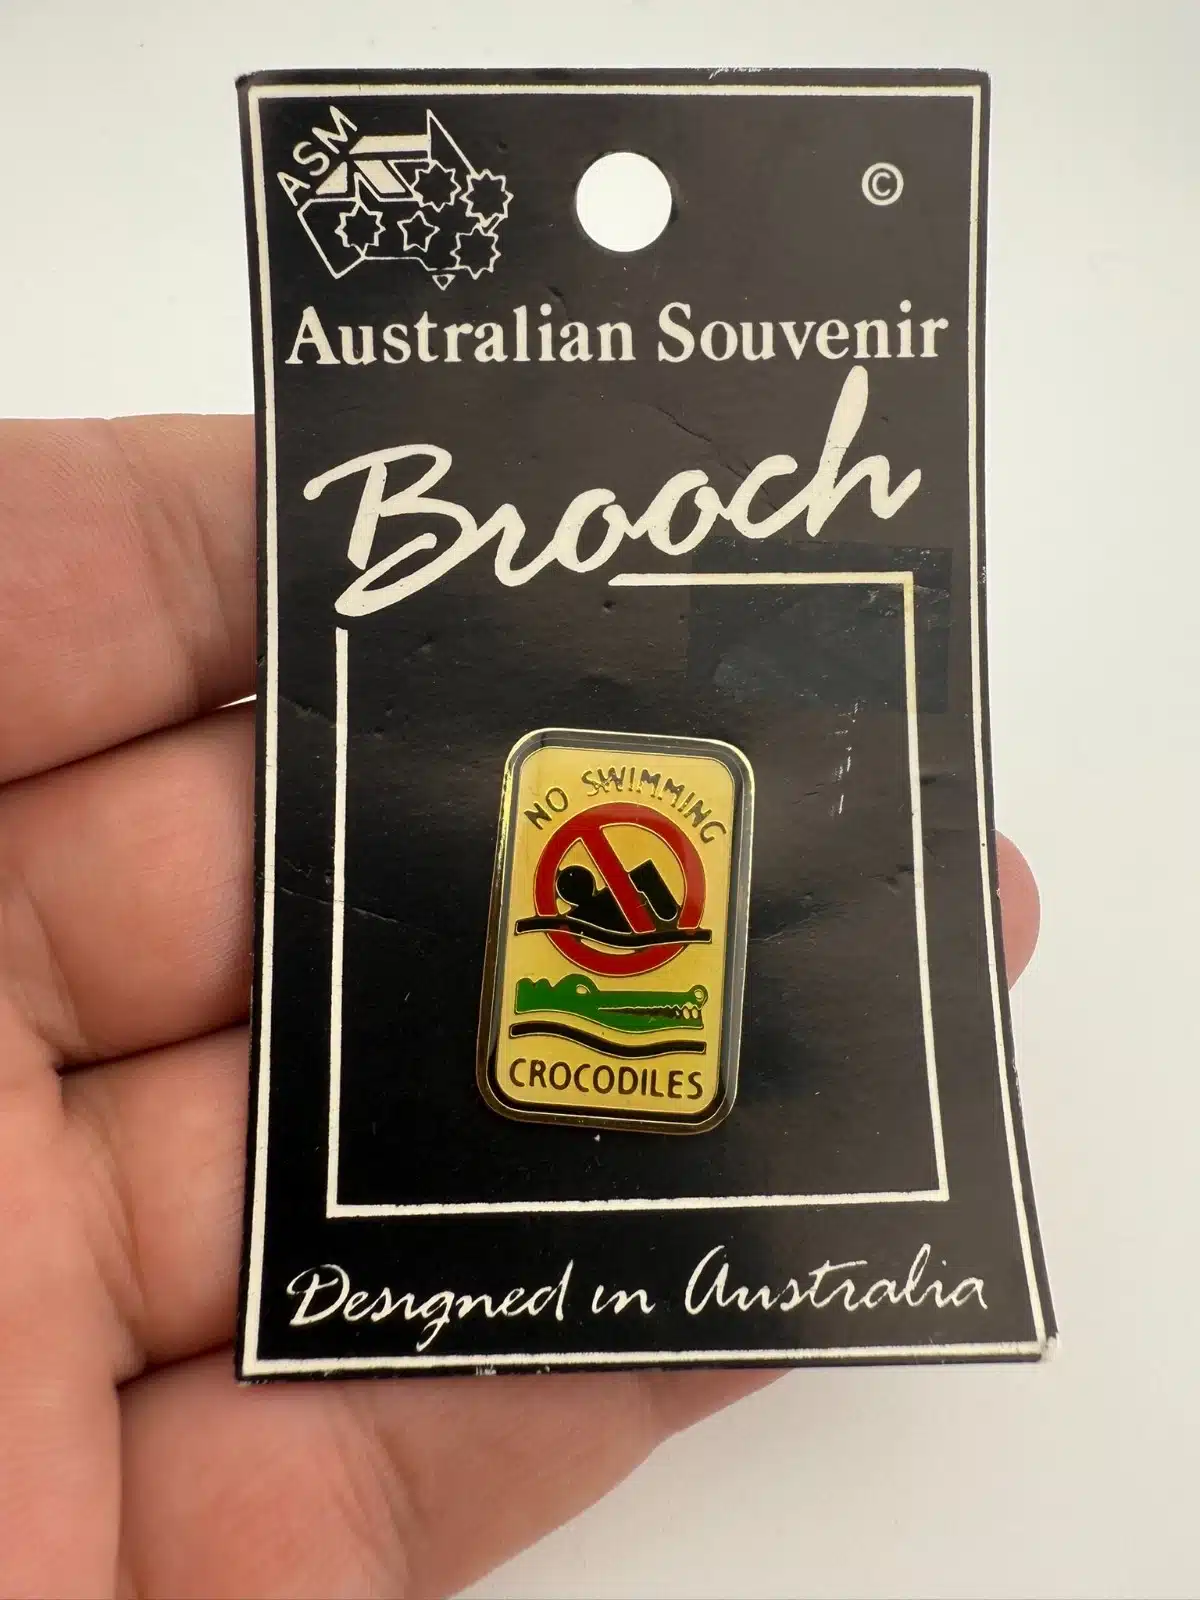 ASM
©
Australian Souvenir
Brooch
NO SWIMMING
CROCODILES
Designed in Australia